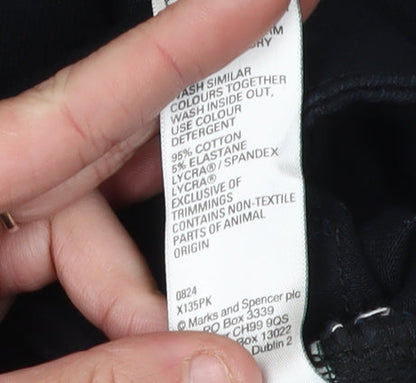 RM
DRY
WASH SIMILAR
COLOURS TOGETHER
WASH INSIDE OUT,
USE COLOUR
DETERGENT
95% COTTON
5% ELASTANE
LYCRA® / SPANDEX
LYCRA®
EXCLUSIVE OF
TRIMMINGS
CONTAINS NON-TEXTILE
PARTS OF ANIMAL
ORIGIN
0824
X135PK
© Marks and Spencer plc
PO Box 3339
CH99 9QS
Box 13022
Dublin 2